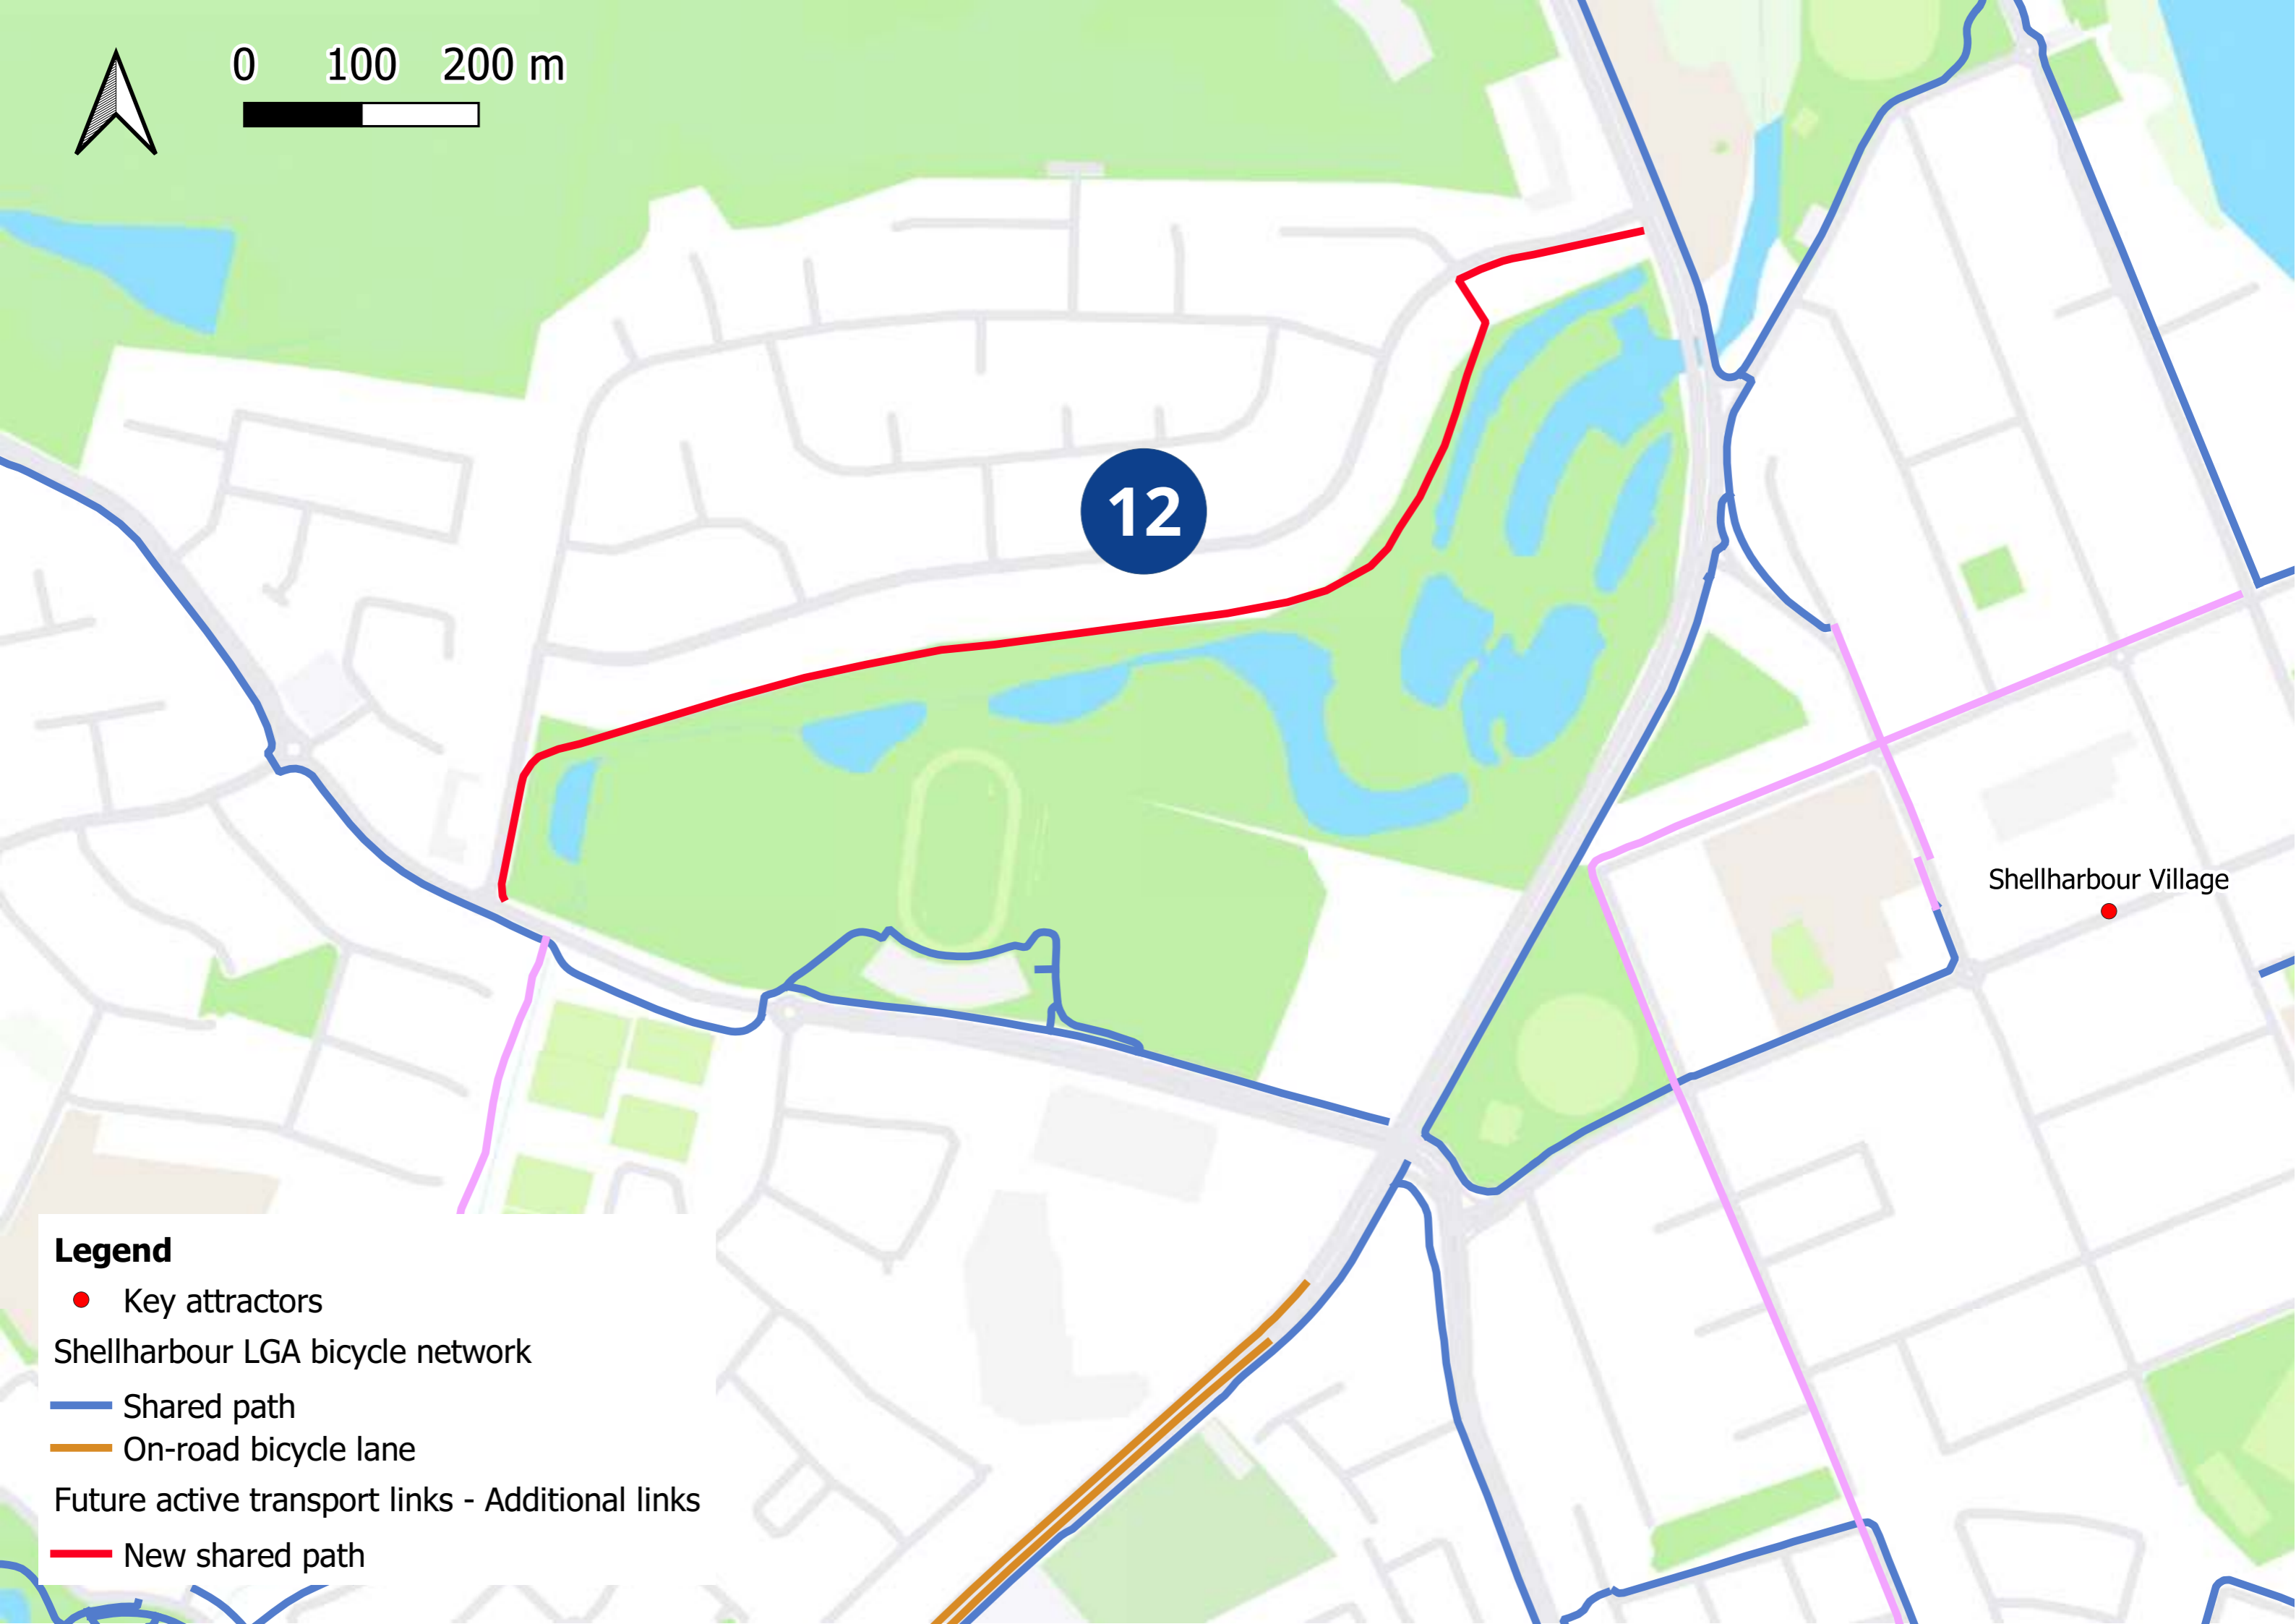 0 100 200 m
12
Shellharbour Village
Legend
Key attractors
Shellharbour LGA bicycle network
Shared path
On-road bicycle lane
Future active transport links - Additional links
New shared path